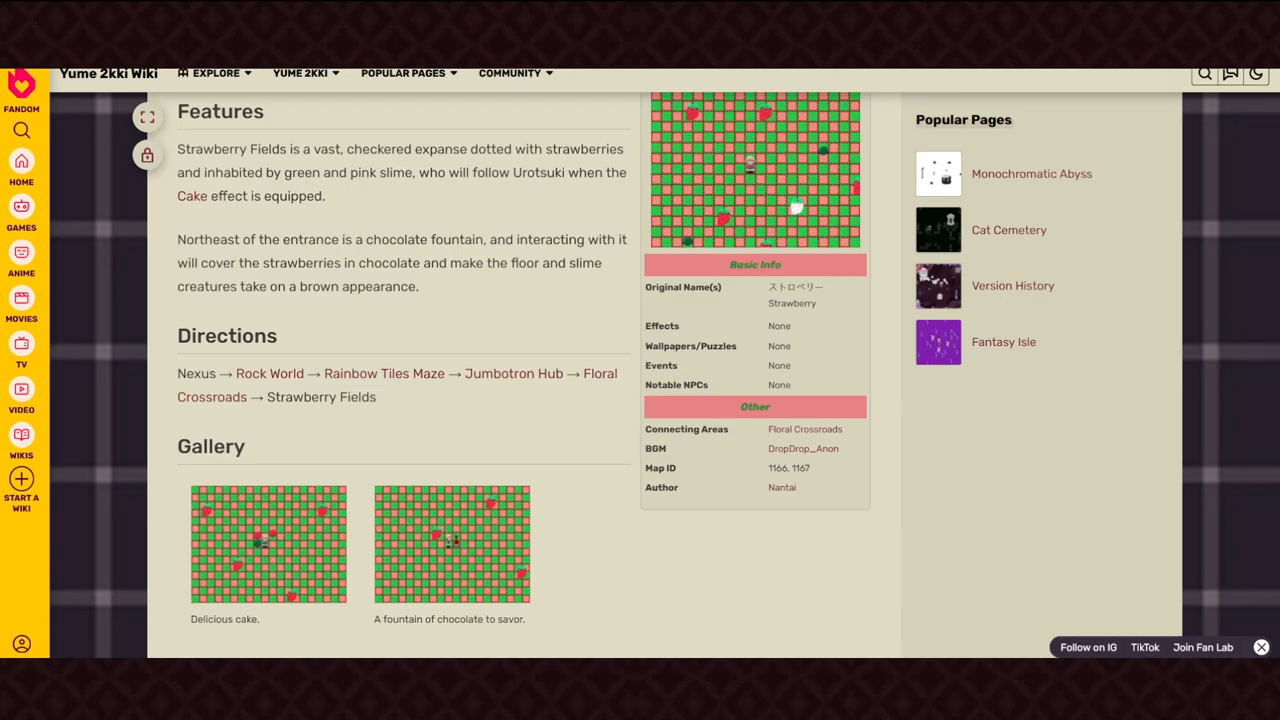 Yume 2kki Wiki
EXPLORE
YUME 2KKI
POPULAR PAGES
COMMUNITY
FANDOM
HOME
GAMES
ANIME
MOVIES
TV
VIDEO
WIKIS
START A
WIKI
Features
Strawberry Fields is a vast, checkered expanse dotted with strawberries
and inhabited by green and pink slime, who will follow Urotsuki when the
Cake effect is equipped.
Northeast of the entrance is a chocolate fountain, and interacting with it
will cover the strawberries in chocolate and make the floor and slime
creatures take on a brown appearance.
Directions
Nexus → Rock World → Rainbow Tiles Maze → Jumbotron Hub → Floral
Crossroads → Strawberry Fields
Gallery
Delicious cake.
A fountain of chocolate to savor.
Basic Info
Original Name(s) ストロベリー
Strawberry
Effects None
Wallpapers/Puzzles None
Events None
Notable NPCs None
Other
Connecting Areas Floral Crossroads
BGM DropDrop_Anon
Map ID 1166, 1167
Author Nantai
Popular Pages
Monochromatic Abyss
Cat Cemetery
Version History
Fantasy Isle
Follow on IG TikTok Join Fan Lab